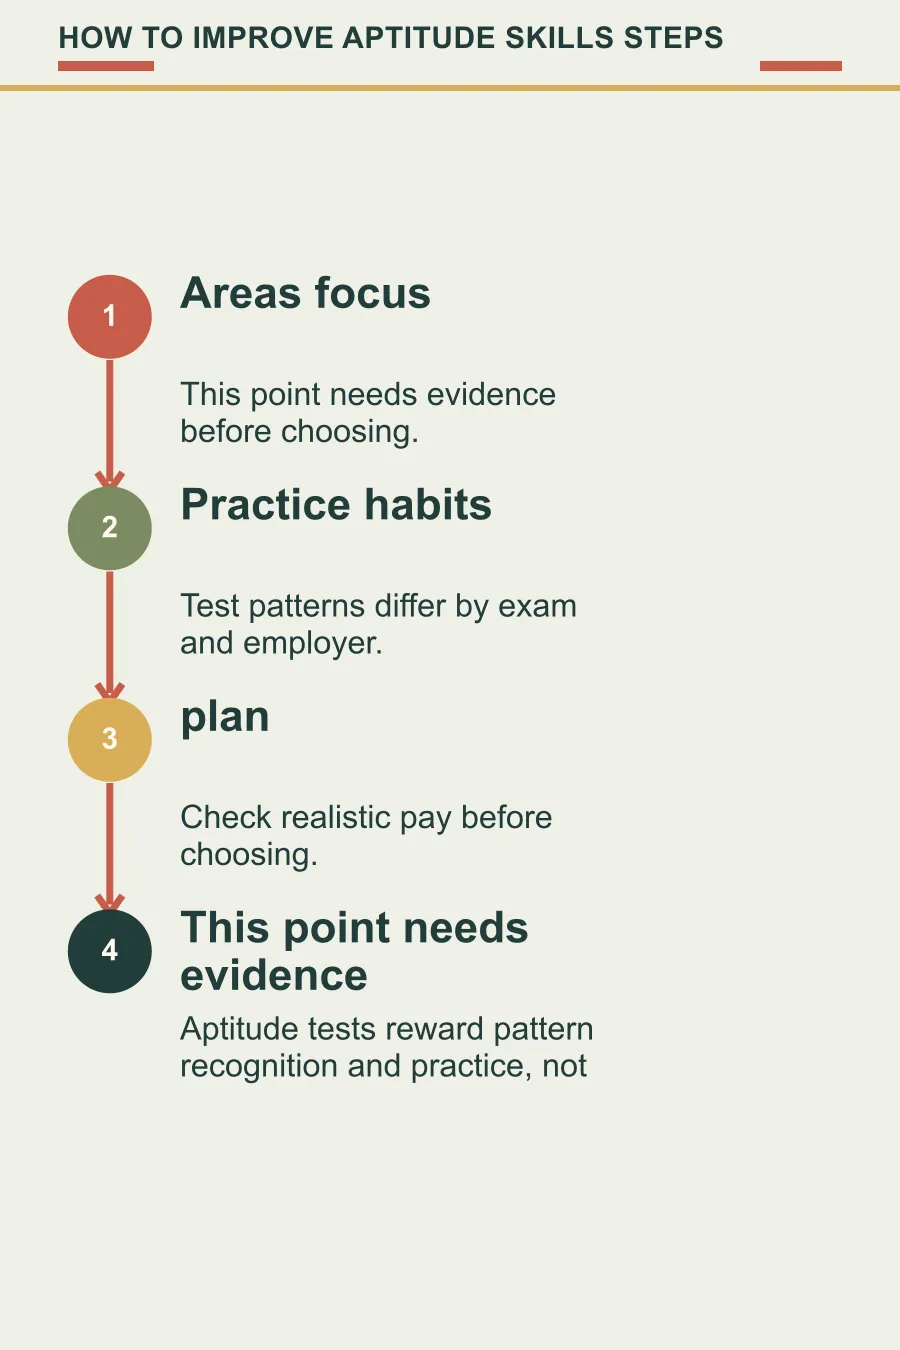 HOW TO IMPROVE APTITUDE SKILLS STEPS
1
Areas focus
This point needs evidence
before choosing.
2
Practice habits
Test patterns differ by exam
and employer.
3
plan
Check realistic pay before
choosing.
4
This point needs
evidence
Aptitude tests reward pattern
recognition and practice, not